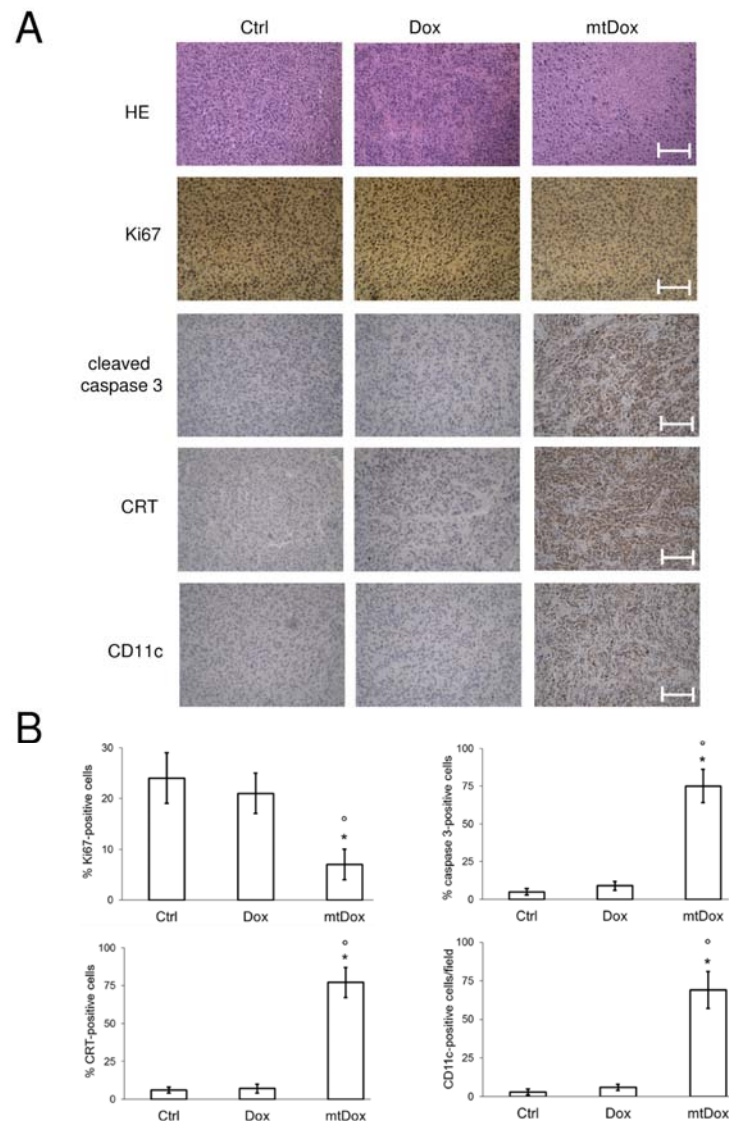 A
Ctrl Dox mtDox
HE
Ki67
cleaved
caspase 3
CRT
CD11c
B
% Ki67-positive cells
30
20
10
0
° 
*
Ctrl Dox mtDox
% caspase 3-positive cells
100
75
50
25
0
°
*
Ctrl Dox mtDox
% CRT-positive cells
100
75
50
25
0
°
*
Ctrl Dox mtDox
CD11c-positive cells/field
100
75
50
25
0
°
*
Ctrl Dox mtDox